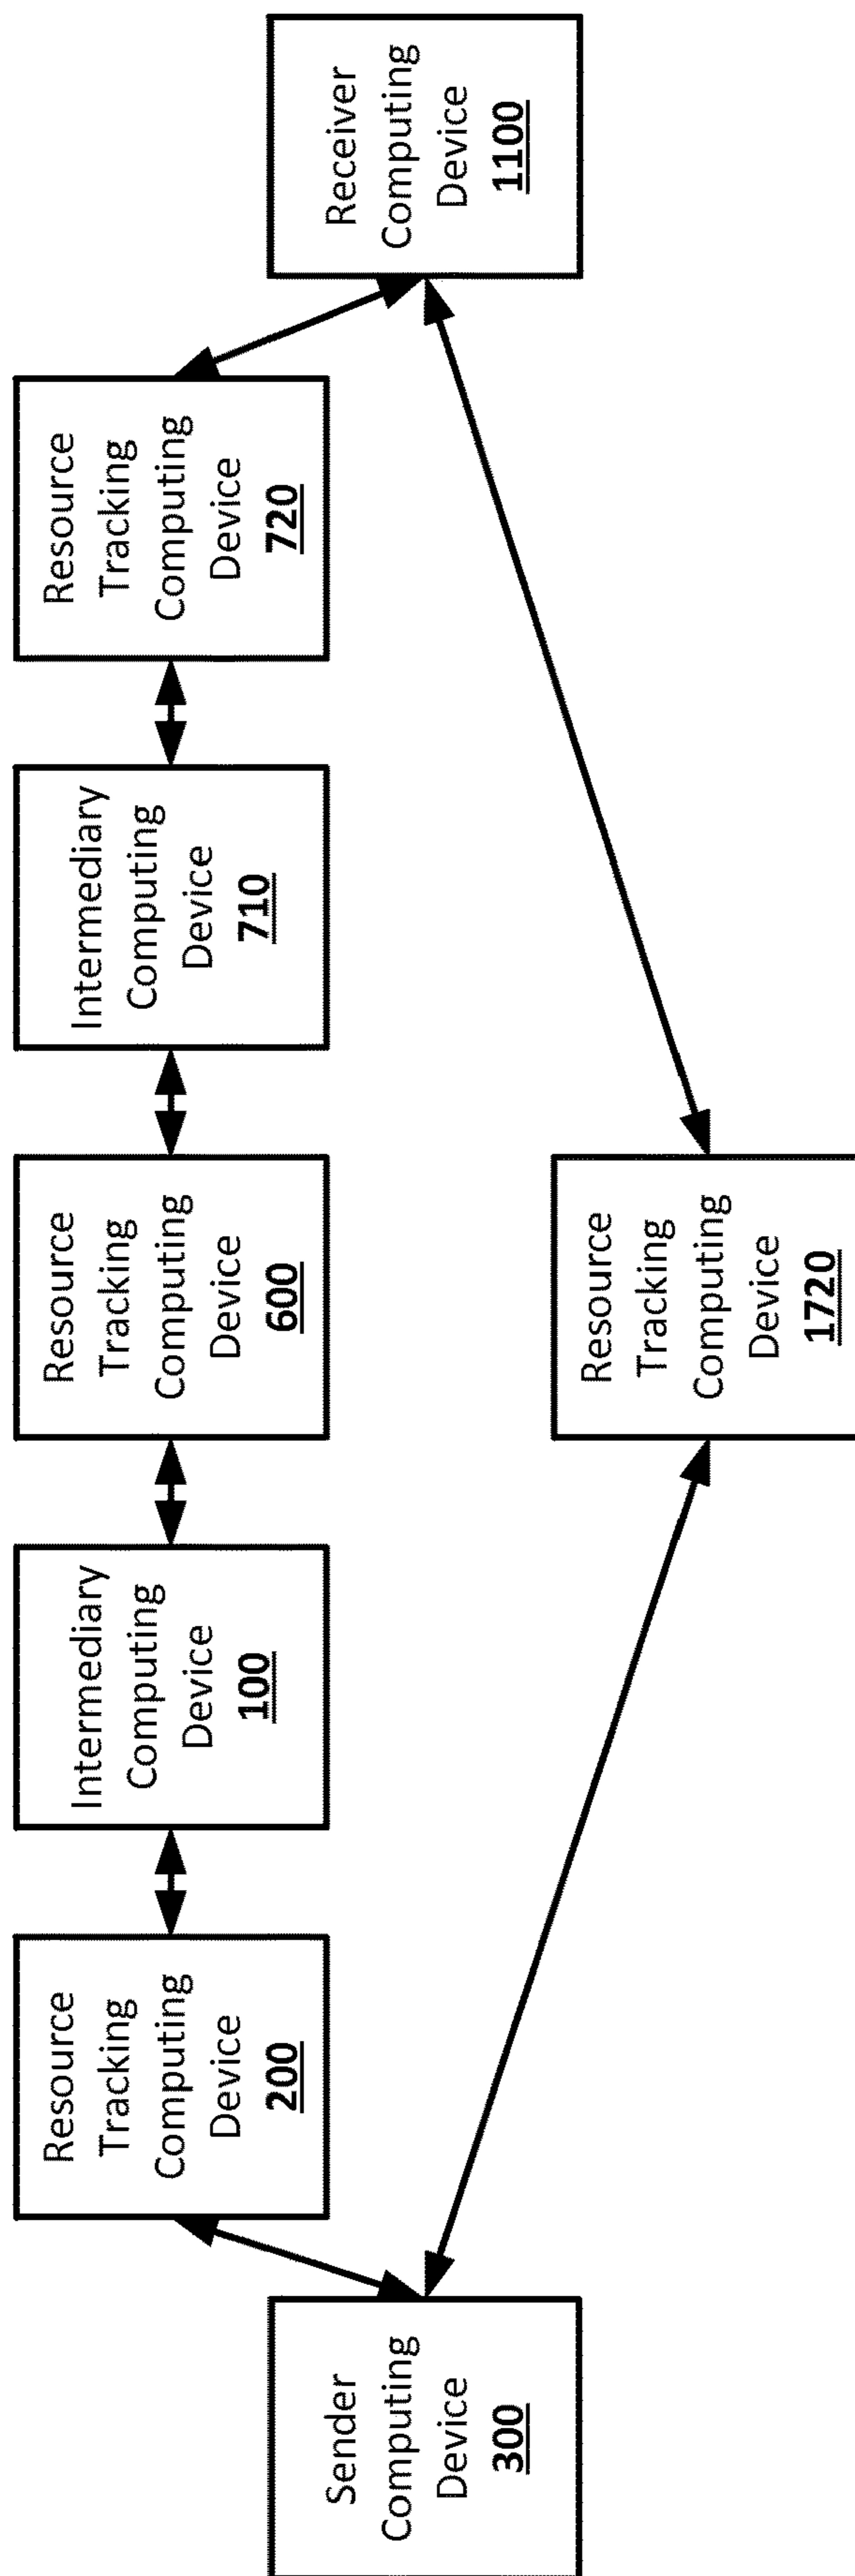 Sender
Computing
Device
300
Resource
Tracking
Computing
Device
200
Intermediary
Computing
Device
100
Resource
Tracking
Computing
Device
600
Intermediary
Computing
Device
710
Resource
Tracking
Computing
Device
720
Receiver
Computing
Device
1100
Resource
Tracking
Computing
Device
1720